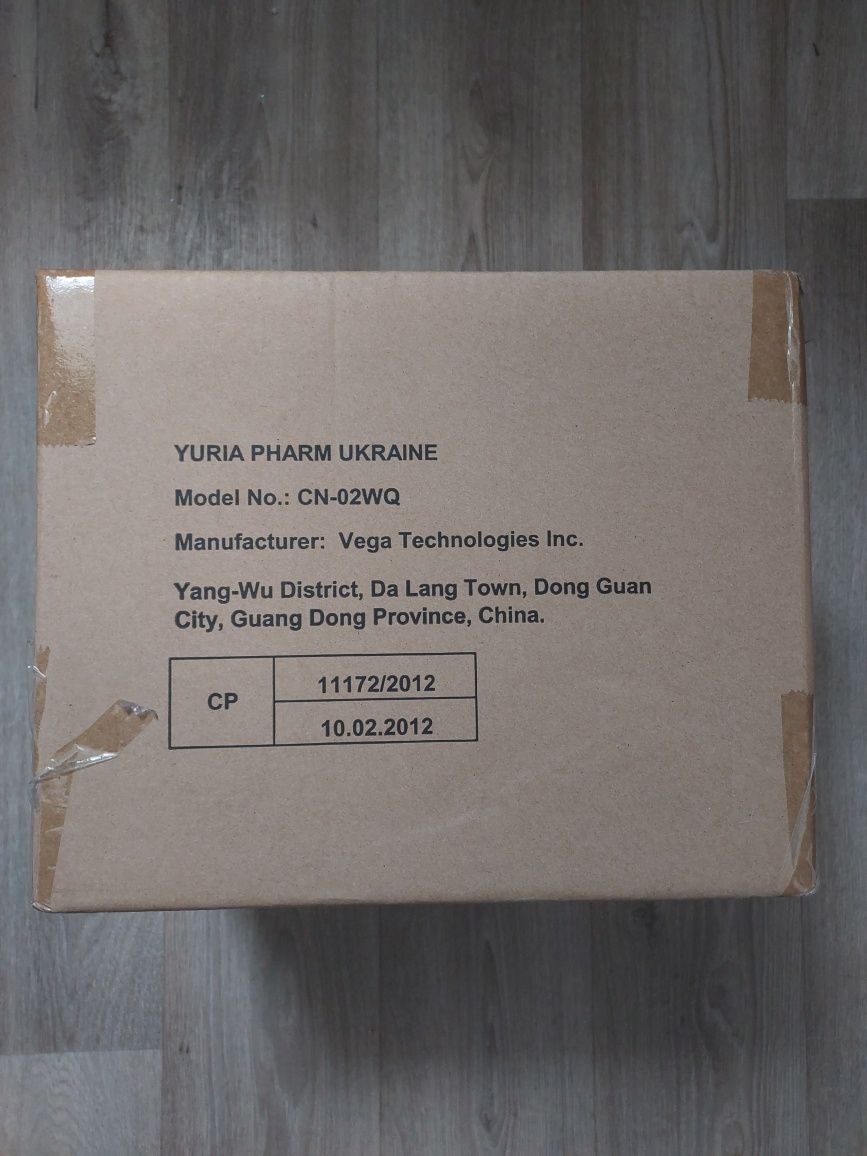 YURIA PHARM UKRAINE
Model No.: CN-02WQ
Manufacturer: Vega Technologies Inc.
Yang-Wu District, Da Lang Town, Dong Guan
City, Guang Dong Province, China.
CP
11172/2012
10.02.2012